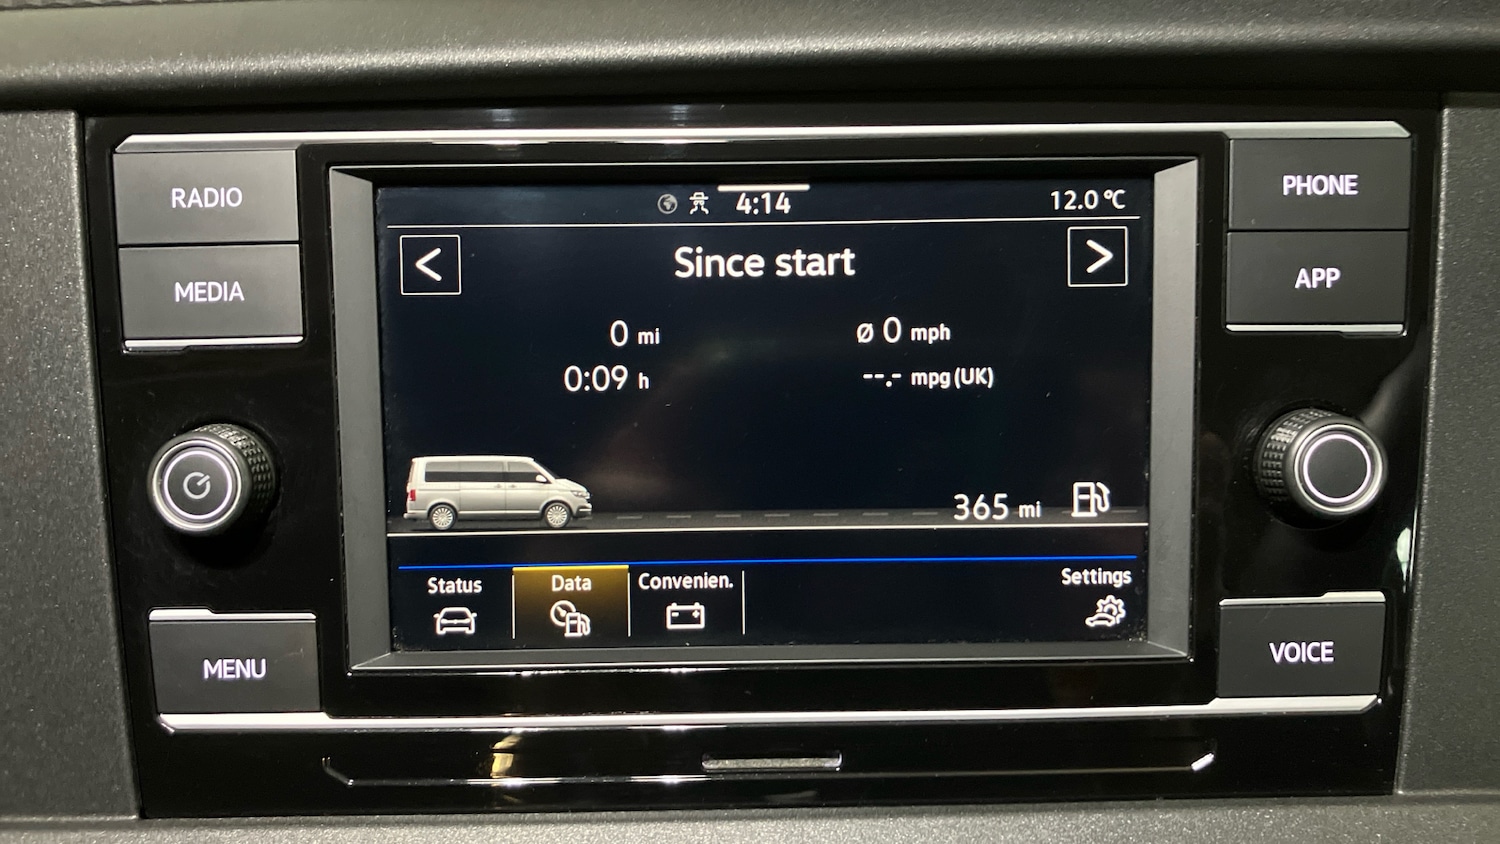 RADIO
MEDIA
MENU
4:14
12.0 °C
<
Since start
>
0 mi
Ø 0 mph
0:09 h
--.- mpg (UK)
365 mi
Status
Data
Convenien.
Settings
PHONE
APP
VOICE